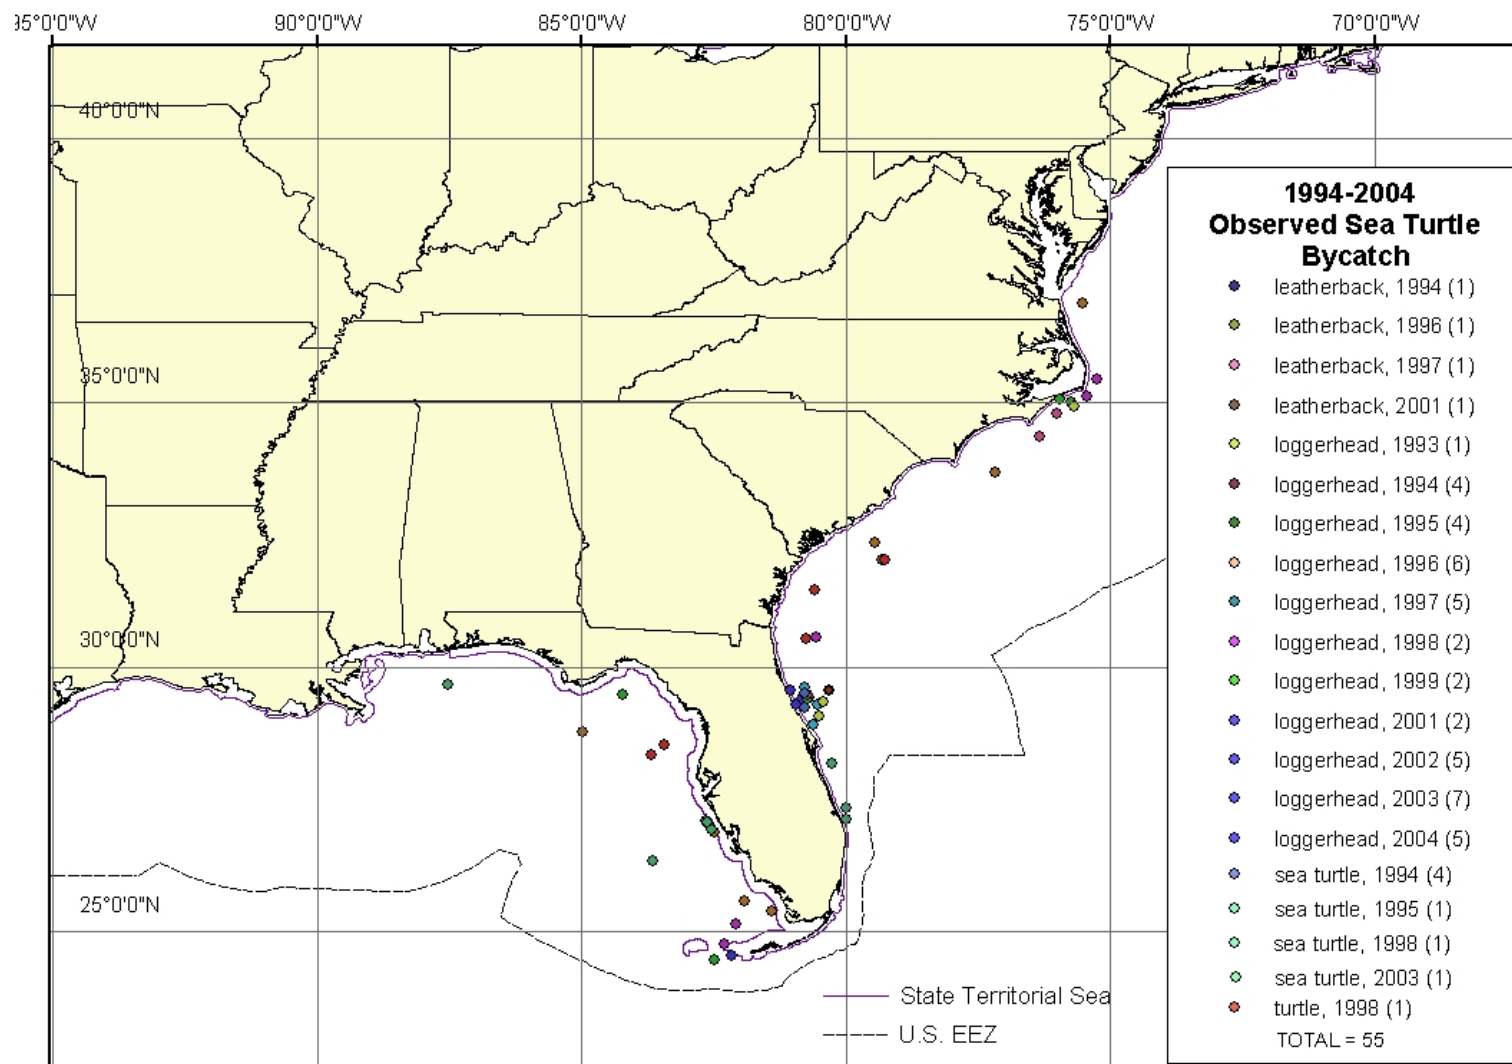 95°0'0"W 90°0'0"W 85°0'0"W 80°0'0"W 75°0'0"W 70°0'0"W
40°0'0"N
35°0'0"N
30°0'0"N
25°0'0"N
1994-2004
Observed Sea Turtle
Bycatch
leatherback, 1994 (1)
leatherback, 1996 (1)
leatherback, 1997 (1)
leatherback, 2001 (1)
loggerhead, 1993 (1)
loggerhead, 1994 (4)
loggerhead, 1995 (4)
loggerhead, 1996 (6)
loggerhead, 1997 (5)
loggerhead, 1998 (2)
loggerhead, 1999 (2)
loggerhead, 2001 (2)
loggerhead, 2002 (5)
loggerhead, 2003 (7)
loggerhead, 2004 (5)
sea turtle, 1994 (4)
sea turtle, 1995 (1)
sea turtle, 1998 (1)
sea turtle, 2003 (1)
turtle, 1998 (1)
TOTAL = 55
State Territorial Sea
U.S. EEZ